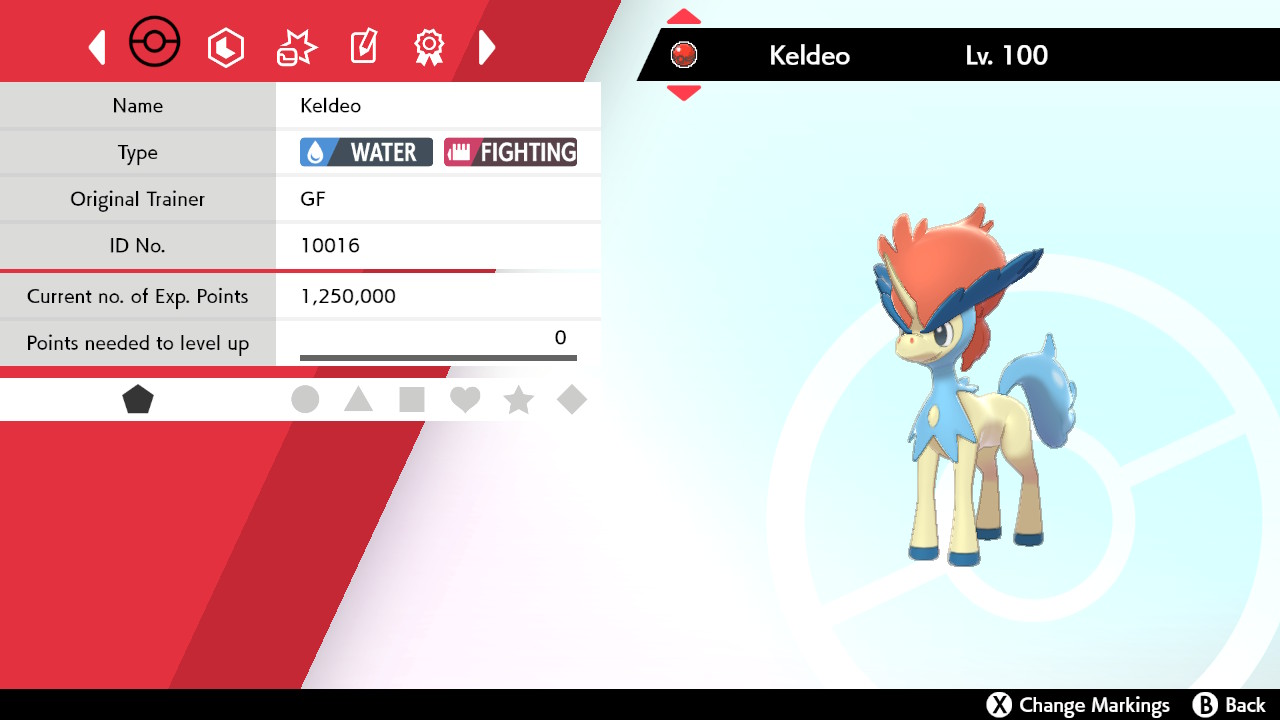 Keldeo Lv. 100
Name Keldeo
Type WATER FIGHTING
Original Trainer GF
ID No. 10016
Current no. of Exp. Points 1,250,000
Points needed to level up 0
X Change Markings B Back